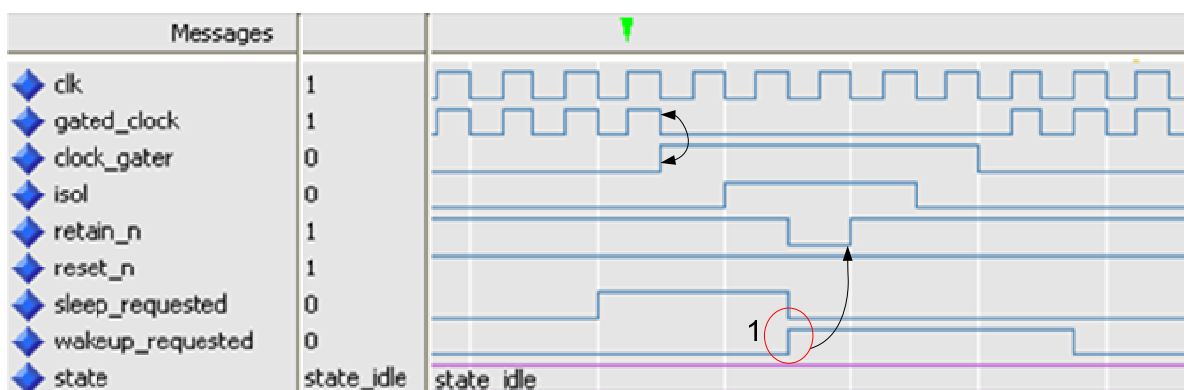 Messages
clk 1
gated_clock 1
clock_gater 0
isol 0
retain_n 1
reset_n 1
sleep_requested 0
wakeup_requested 0 1
state state_idle state_idle